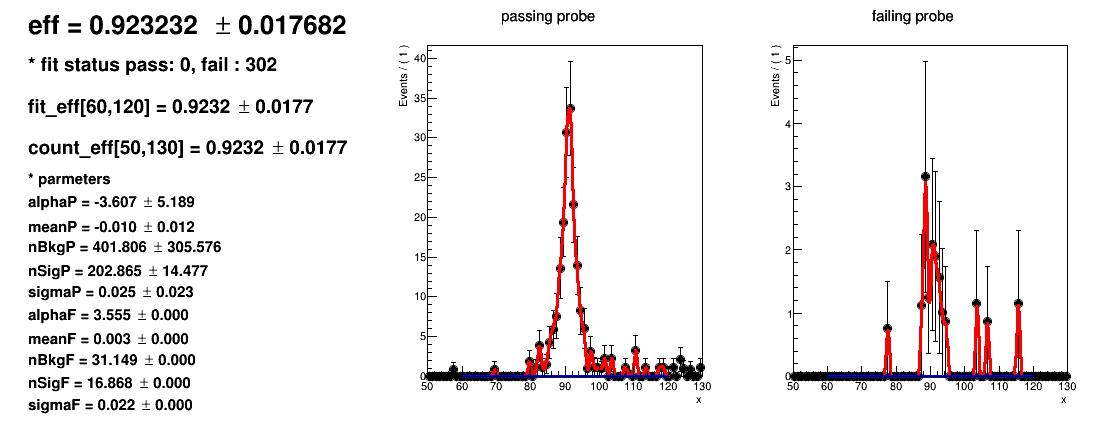 eff = 0.923232 ± 0.017682
* fit status pass: 0, fail : 302
fit_eff[60,120] = 0.9232 ± 0.0177
count_eff[50,130] = 0.9232 ± 0.0177
* parmeters
alphaP = -3.607 ± 5.189
meanP = -0.010 ± 0.012
nBkgP = 401.806 ± 305.576
nSigP = 202.865 ± 14.477
sigmaP = 0.025 ± 0.023
alphaF = 3.555 ± 0.000
meanF = 0.003 ± 0.000
nBkgF = 31.149 ± 0.000
nSigF = 16.868 ± 0.000
sigmaF = 0.022 ± 0.000
passing probe
Events / ( 1 )
40
35
30
25
20
15
10
5
0
50 60 70 80 90 100 110 120 130
x
failing probe
Events / ( 1 )
5
4
3
2
1
0
50 60 70 80 90 100 110 120 130
x